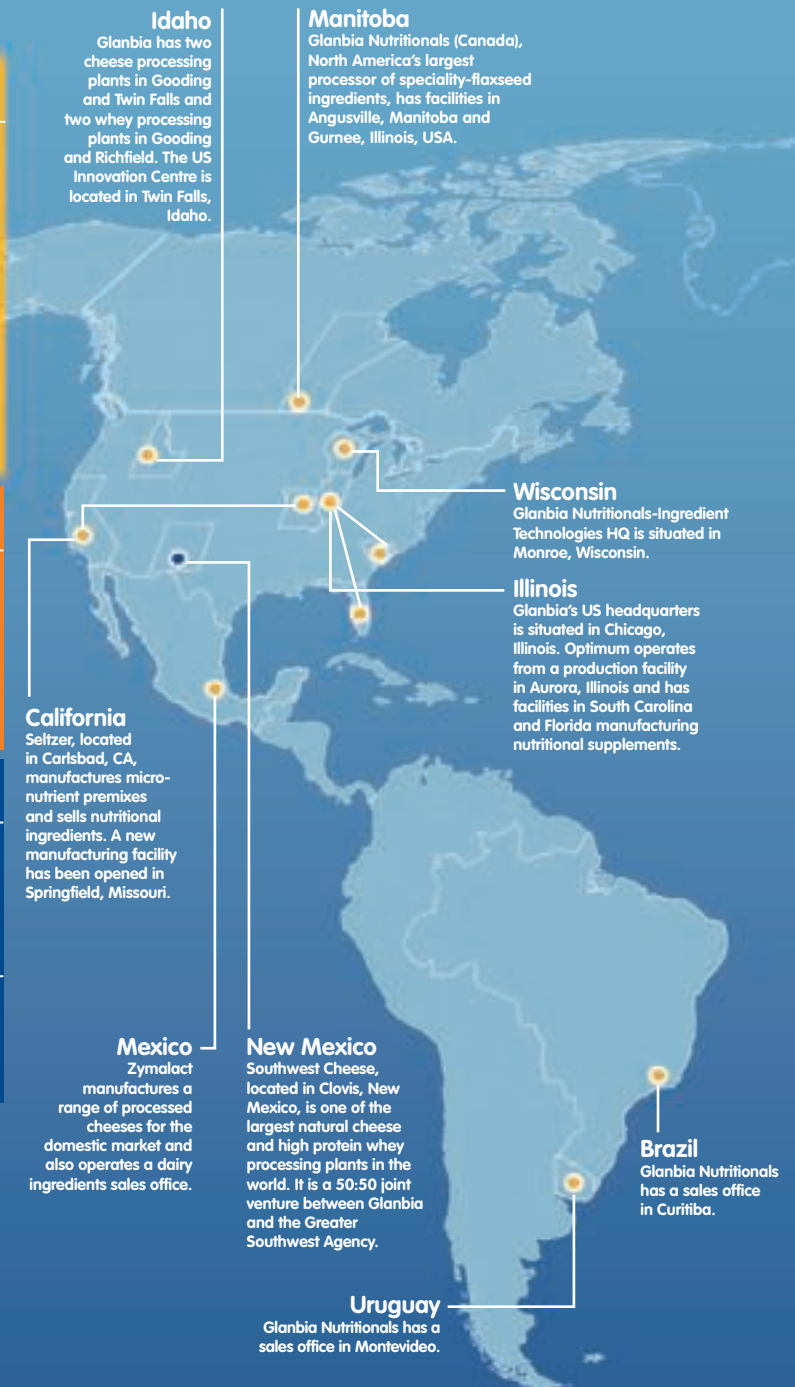 Idaho
Glanbia has two
cheese processing
plants in Gooding
and Twin Falls and
two whey processing
plants in Gooding
and Richfield. The US
Innovation Centre is
located in Twin Falls,
Idaho.
Manitoba
Glanbia Nutritionals (Canada),
North America's largest
processor of speciality-flaxseed
ingredients, has facilities in
Angusville, Manitoba and
Gurnee, Illinois, USA.
Wisconsin
Glanbia Nutritionals-Ingredient
Technologies HQ is situated in
Monroe, Wisconsin.
Illinois
Glanbia's US headquarters
is situated in Chicago,
Illinois. Optimum operates
from a production facility
in Aurora, Illinois and has
facilities in South Carolina
and Florida manufacturing
nutritional supplements.
California
Seltzer, located
in Carlsbad, CA,
manufactures micro-
nutrient premixes
and sells nutritional
ingredients. A new
manufacturing facility
has been opened in
Springfield, Missouri.
Mexico
Zymalact
manufactures a
range of processed
cheeses for the
domestic market and
also operates a dairy
ingredients sales office.
New Mexico
Southwest Cheese,
located in Clovis, New
Mexico, is one of the
largest natural cheese
and high protein whey
processing plants in the
world. It is a 50:50 joint
venture between Glanbia
and the Greater
Southwest Agency.
Brazil
Glanbia Nutritionals
has a sales office
in Curitiba.
Uruguay
Glanbia Nutritionals has a
sales office in Montevideo.